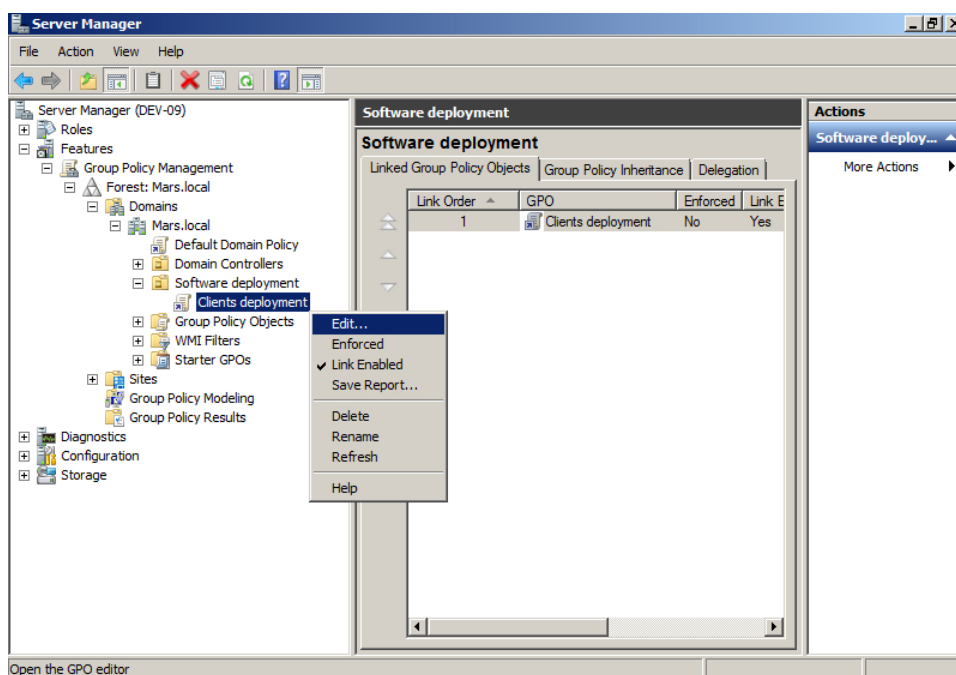 Server Manager
File Action View Help
Server Manager (DEV-09)
Roles
Features
Group Policy Management
Forest: Mars.local
Domains
Mars.local
Default Domain Policy
Domain Controllers
Software deployment
Clients deployment
Group Policy Objects
WMI Filters
Starter GPOs
Sites
Group Policy Modeling
Group Policy Results
Diagnostics
Configuration
Storage
Edit...
Enforced
Link Enabled
Save Report...
Delete
Rename
Refresh
Help
Software deployment
Software deployment
Linked Group Policy Objects Group Policy Inheritance Delegation
Link Order GPO Enforced Link E
1 Clients deployment No Yes
Actions
Software deploy...
More Actions
Open the GPO editor